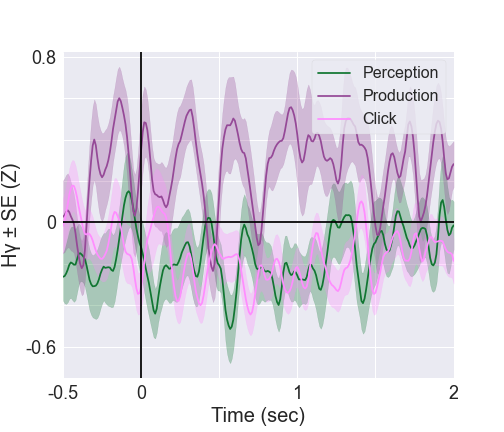 0.8
0
-0.6
Hγ ± SE (Z)
Perception
Production
Click
-0.5
0
1
2
Time (sec)